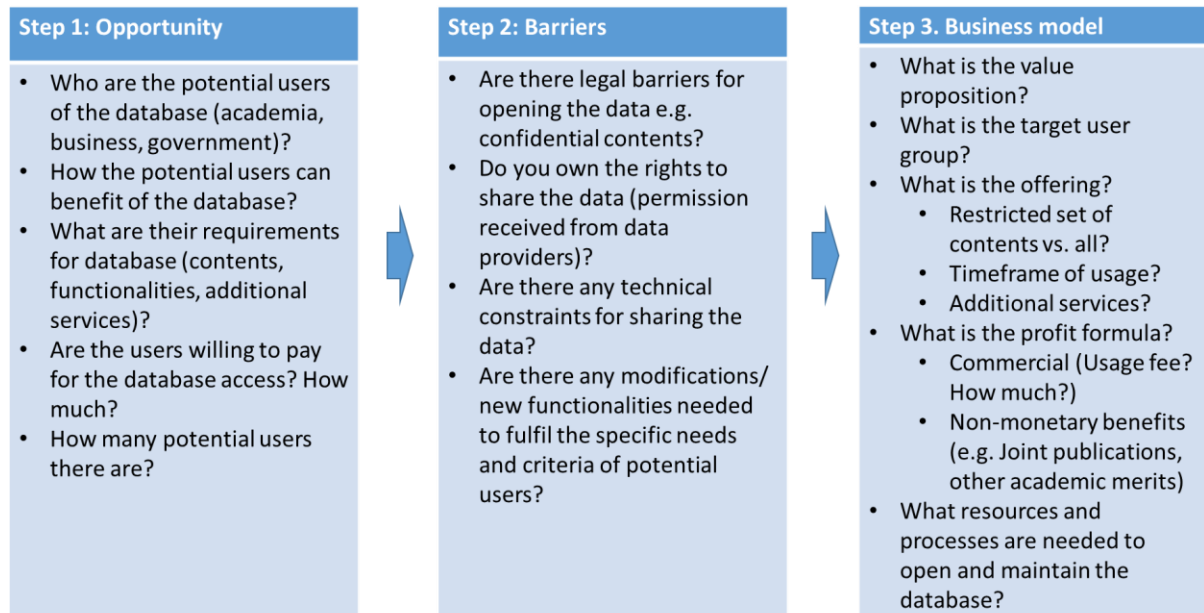 Step 1: Opportunity
• Who are the potential users
of the database (academia,
business, government)?
• How the potential users can
benefit of the database?
• What are their requirements
for database (contents,
functionalities, additional
services)?
• Are the users willing to pay
for the database access? How
much?
• How many potential users
there are?
Step 2: Barriers
• Are there legal barriers for
opening the data e.g.
confidential contents?
• Do you own the rights to
share the data (permission
received from data
providers)?
• Are there any technical
constraints for sharing the
data?
• Are there any modifications/
new functionalities needed
to fulfil the specific needs
and criteria of potential
users?
Step 3. Business model
• What is the value
proposition?
• What is the target user
group?
• What is the offering?
• Restricted set of
contents vs. all?
• Timeframe of usage?
• Additional services?
• What is the profit formula?
• Commercial (Usage fee?
How much?)
• Non-monetary benefits
(e.g. Joint publications,
other academic merits)
• What resources and
processes are needed to
open and maintain the
database?